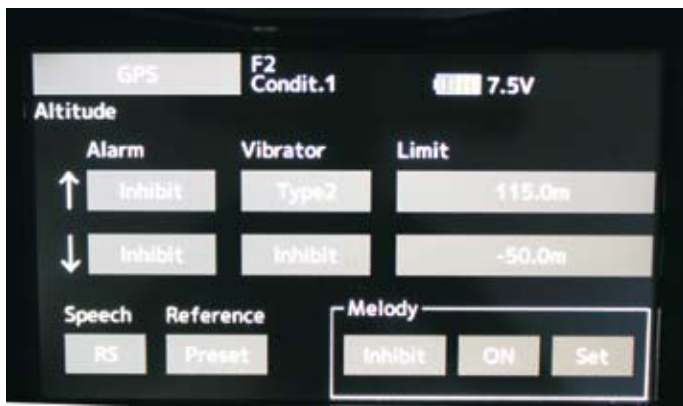 GPS
F2
Condit.1
7.5V
Altitude
Alarm Vibrator Limit
Inhibit Type2 115.0m
Inhibit Inhibit -50.0m
Speech Reference Melody
RS Preset Inhibit ON Set